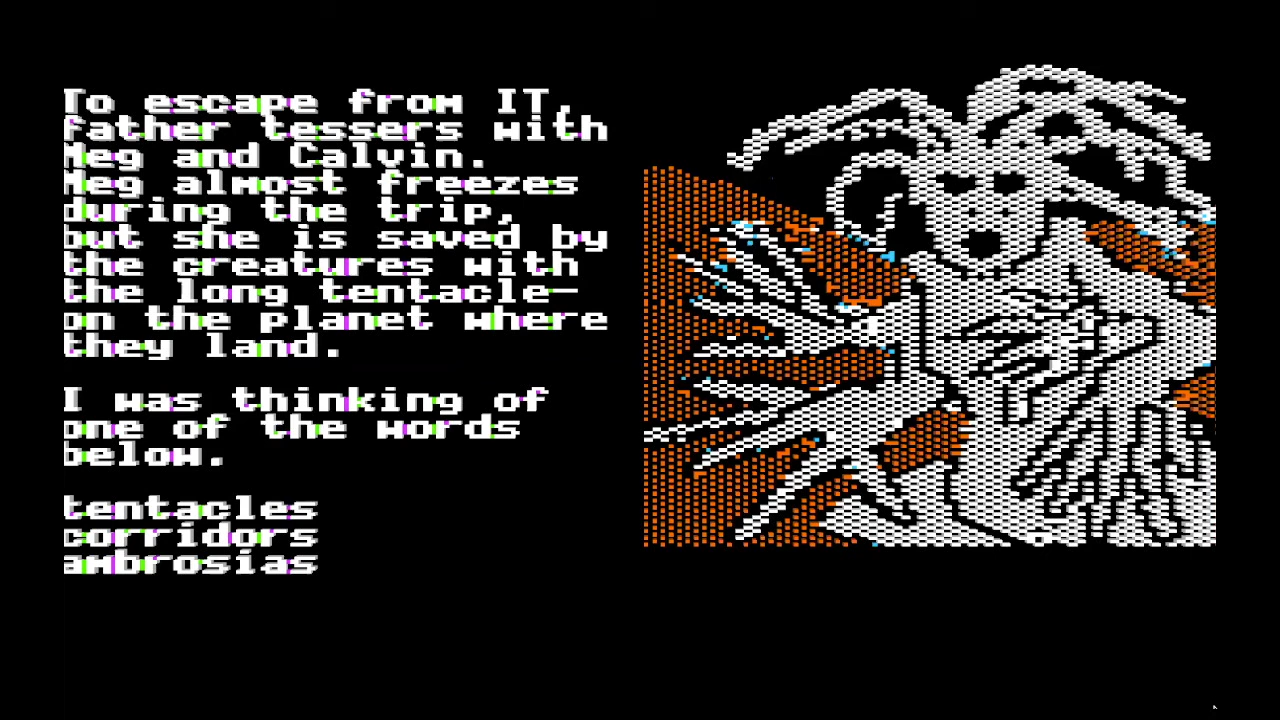 To escape from IT,
father tessers with
Meg and Calvin.
Meg almost freezes
during the trip,
but she is saved by
the creatures with
the long tentacle-
on the planet where
they land.
I was thinking of
one of the words
below.
tentacles
corridors
ambrosias